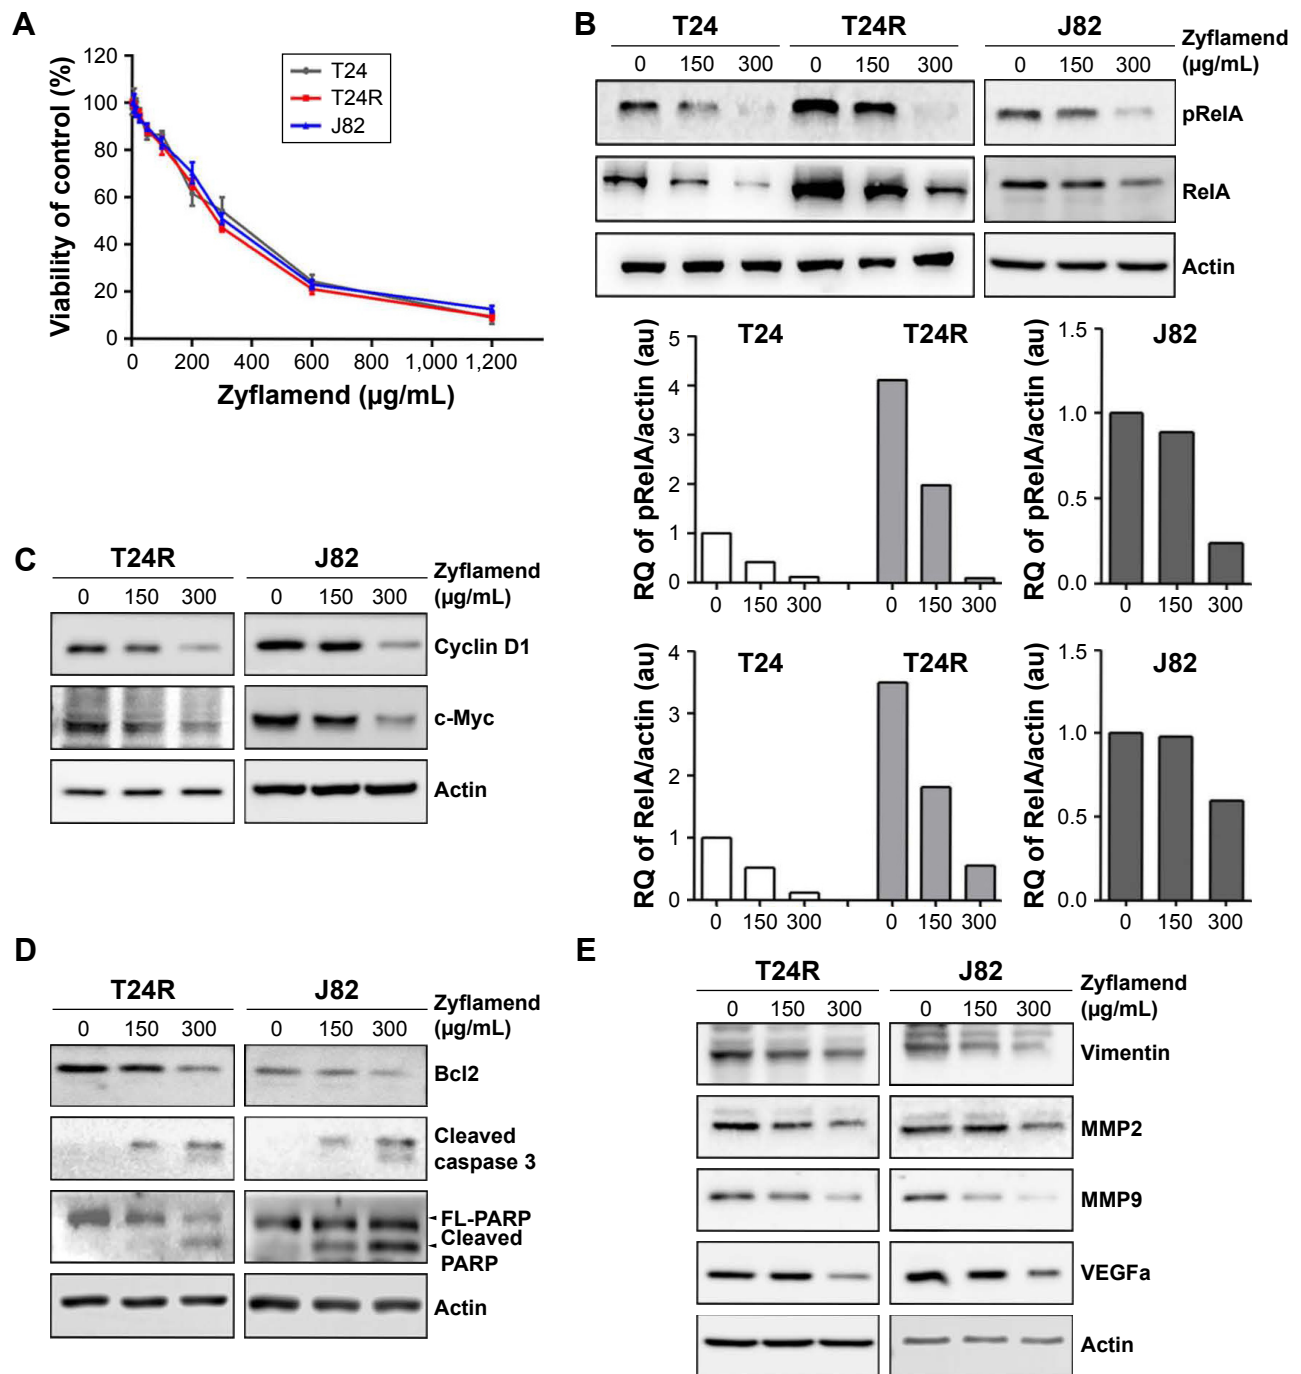 A
120
100
80
60
40
20
0
Viability of control (%)
T24
T24R
J82
0 200 400 600 800 1,000 1,200
Zyflamend (µg/mL)
B
T24 T24R J82
Zyflamend
(µg/mL)
0 150 300 0 150 300 0 150 300
pRelA
RelA
Actin
RQ of pRelA/actin (au)
5
4
3
2
1
0
T24 T24R
0 150 300 0 150 300
RQ of pRelA/actin (au)
1.5
1.0
0.5
0.0
J82
0 150 300
RQ of RelA/actin (au)
4
3
2
1
0
T24 T24R
0 150 300 0 150 300
RQ of RelA/actin (au)
1.5
1.0
0.5
0.0
J82
0 150 300
C
T24R J82
Zyflamend
(µg/mL)
0 150 300 0 150 300
Cyclin D1
c-Myc
Actin
D
T24R J82
Zyflamend
(µg/mL)
0 150 300 0 150 300
Bcl2
Cleaved
caspase 3
FL-PARP
Cleaved
PARP
Actin
E
T24R J82
Zyflamend
(µg/mL)
0 150 300 0 150 300
Vimentin
MMP2
MMP9
VEGFa
Actin